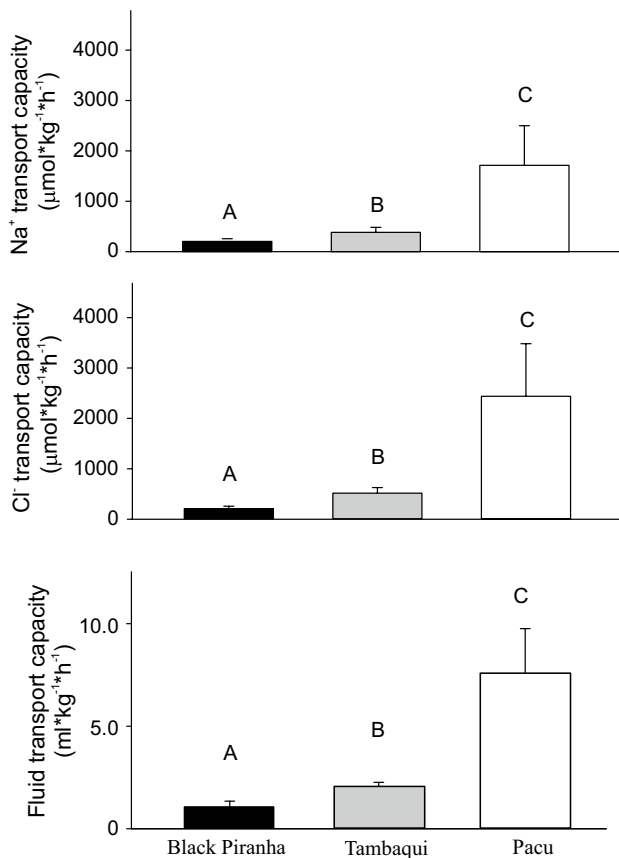 Na⁺ transport capacity
(μmol*kg⁻¹*h⁻¹)
4000
3000
2000
1000
0
A
B
C
Cl⁻ transport capacity
(μmol*kg⁻¹*h⁻¹)
4000
3000
2000
1000
0
A
B
C
Fluid transport capacity
(ml*kg⁻¹*h⁻¹)
10.0
5.0
0
A
B
C
Black Piranha
Tambaqui
Pacu